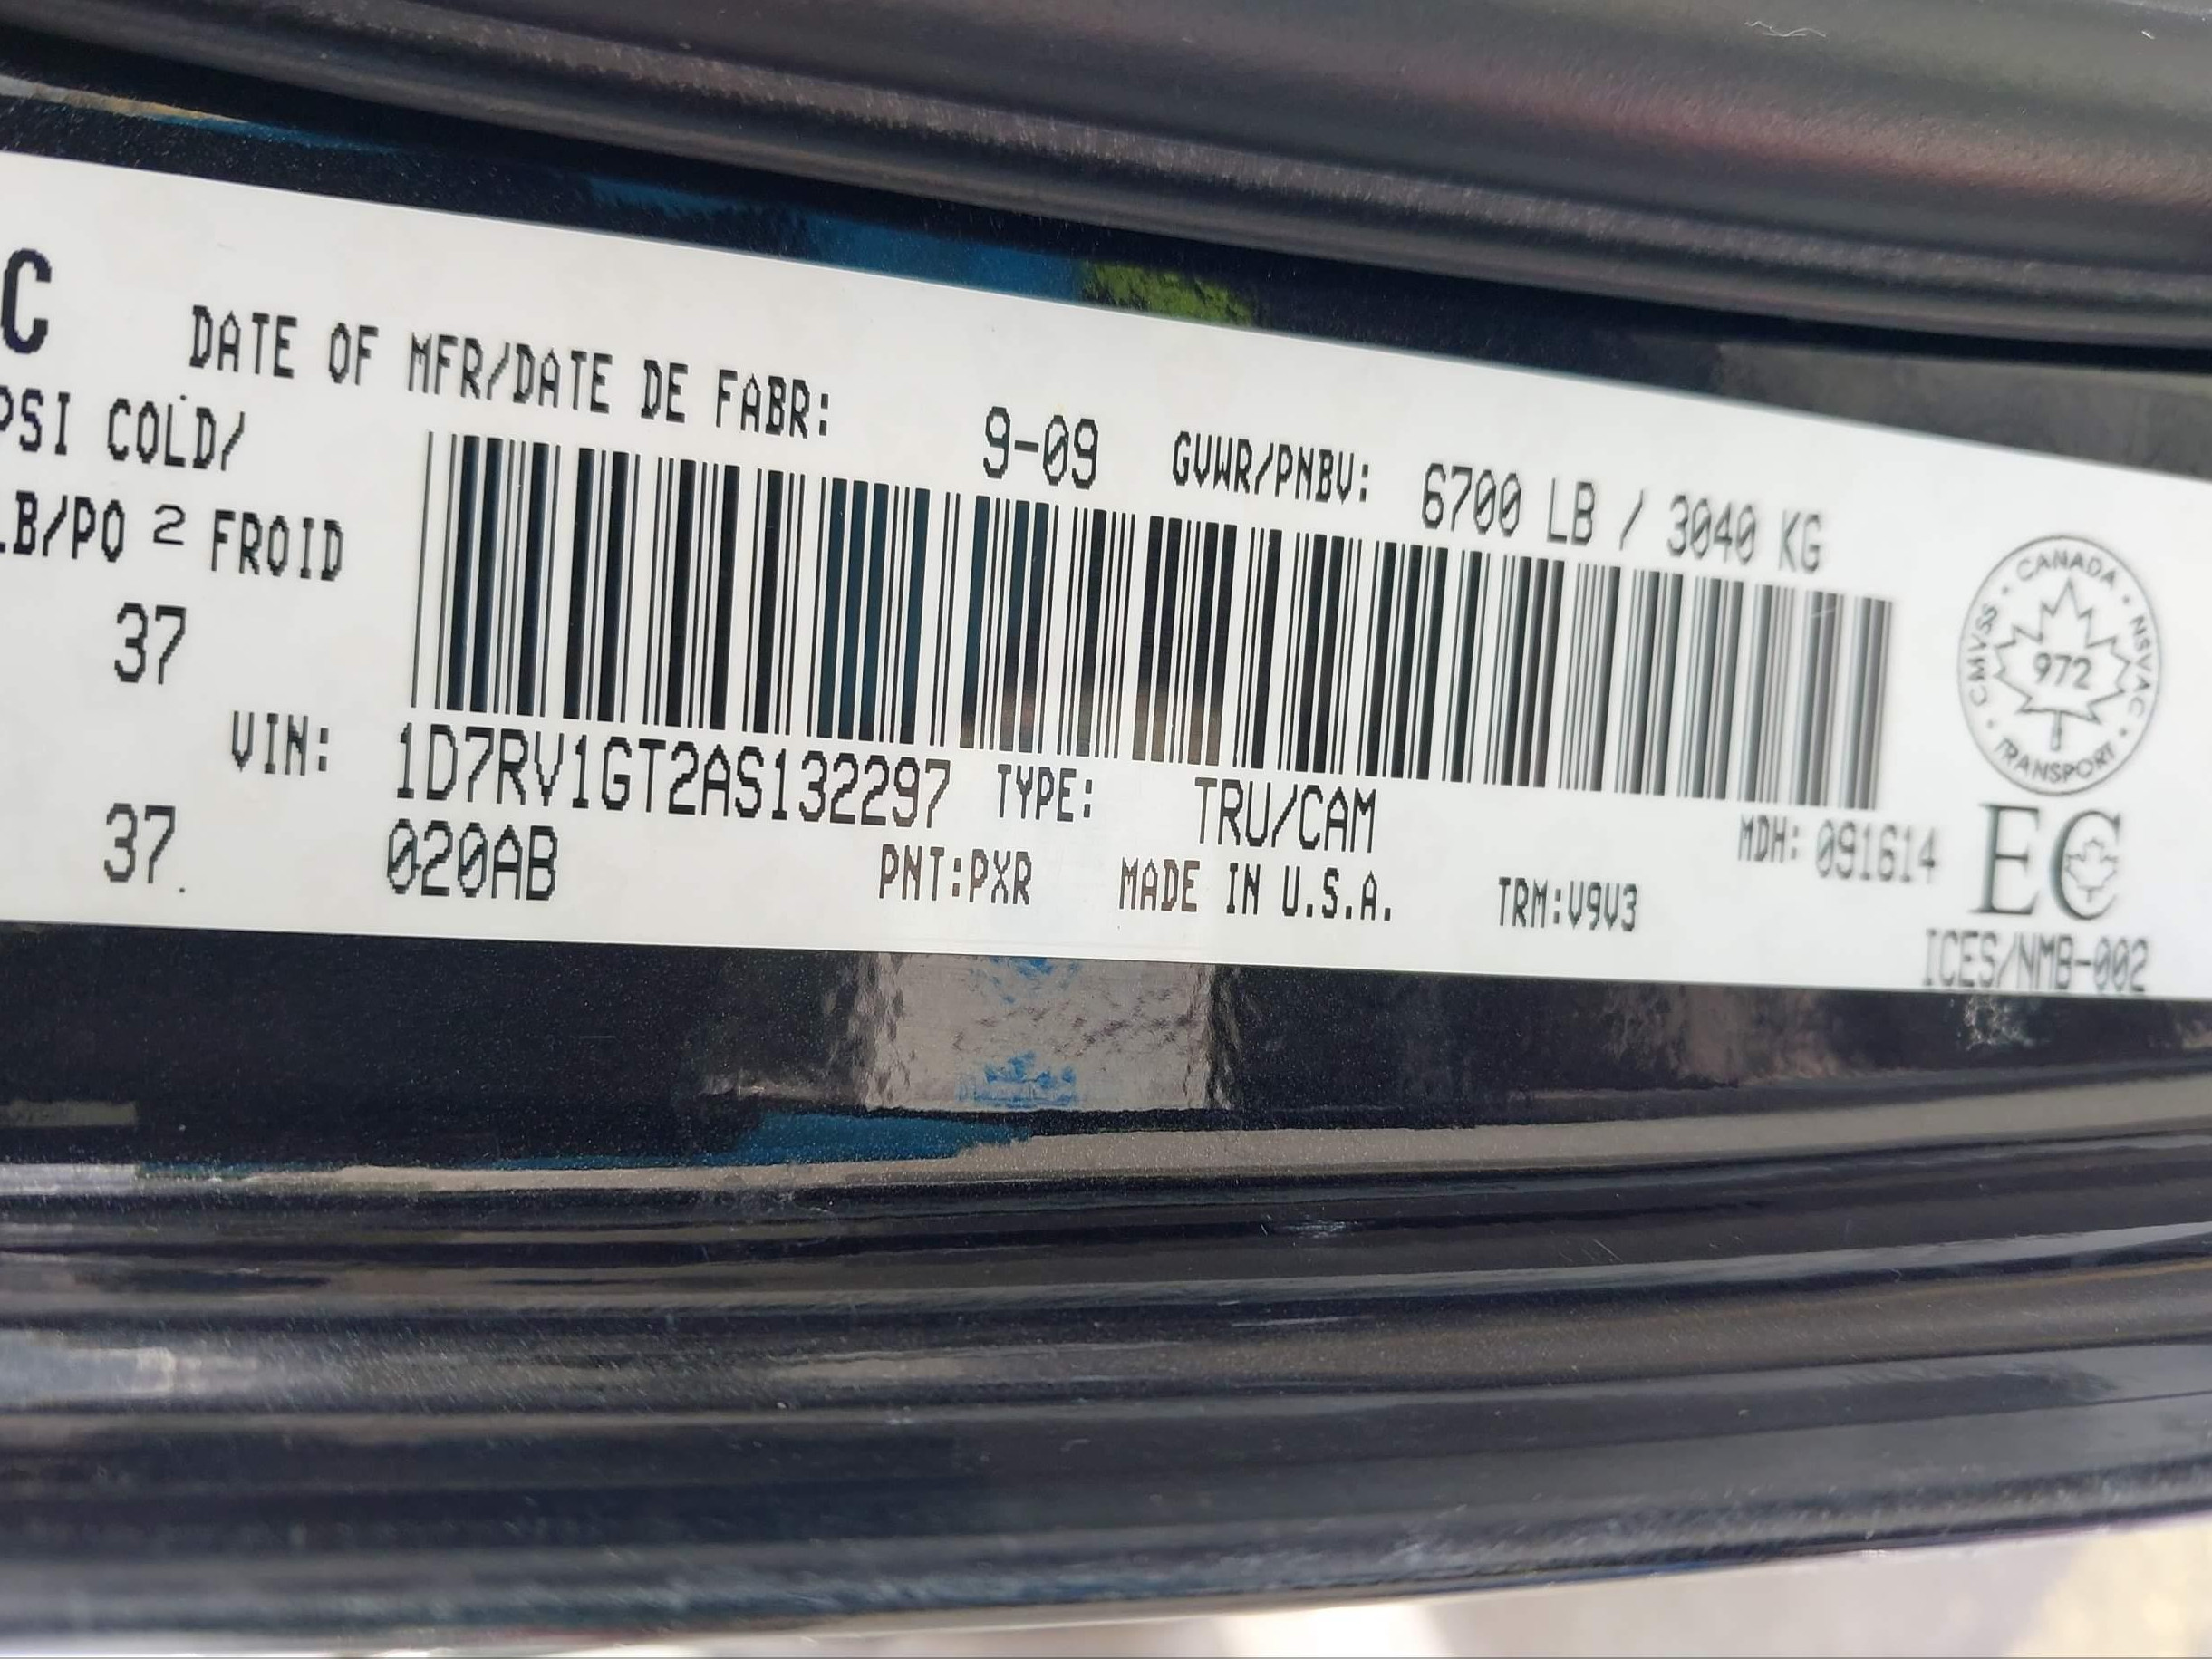 C
DATE OF MFR/DATE DE FABR: 9-09 GVWR/PNBV: 6700 LB / 3040 KG
PSI COLD/
LB/PO 2 FROID
37
VIN: 1D7RV1GT2AS132297 TYPE: TRU/CAM
MDH: 091614
37
020AB PNT:PXR MADE IN U.S.A. TRM:V9V3
CANADA · NSVAC · TRANSPORT · CMVSS ·
972
EC
ICES/NMB-002